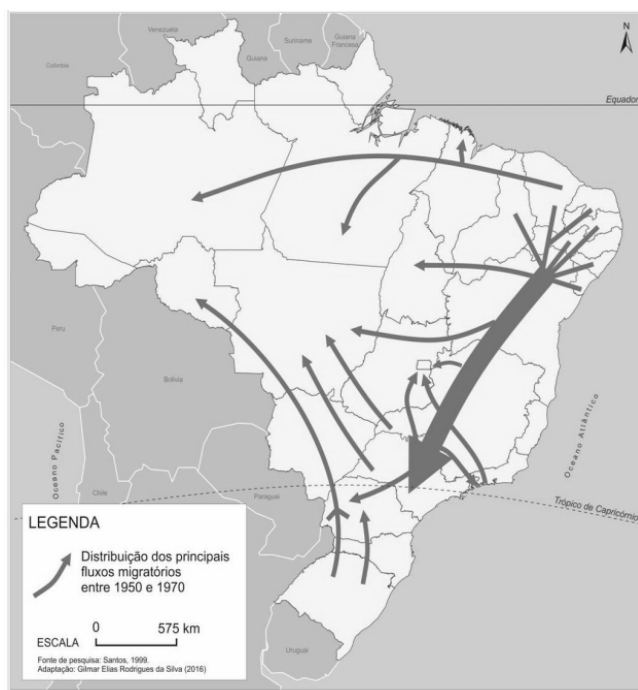 Venezuela
Suriname
Guiana
Francesa
Guiana
Colômbia
N
Equador
Peru
Bolívia
Oceano Pacífico
Oceano Atlântico
Chile
Paraguai
Trópico de Capricórnio
LEGENDA
Distribuição dos principais
fluxos migratórios
entre 1950 e 1970
0 575 km
ESCALA
Fonte de pesquisa: Santos, 1999.
Adaptação: Gilmar Elias Rodrigues da Silva (2016)
Uruguai